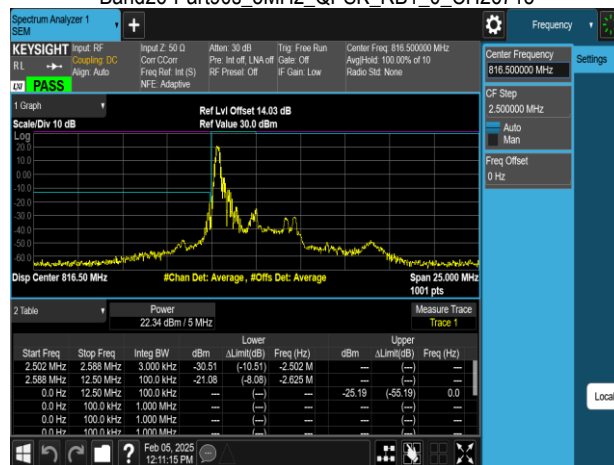 Spectrum Analyzer 1
SEM
+
Frequency
KEYSIGHT
RL
LXI PASS
Input: RF
Coupling: DC
Align: Auto
Input Z: 50 Ω
Corr CCorr
Freq Ref: Int (S)
NFE: Adaptive
Atten: 30 dB
Pre: Int off, LNA off
RF Presel: Off
Trig: Free Run
Gate: Off
IF Gain: Low
Center Freq: 816.500000 MHz
Avg|Hold: 100.00% of 10
Radio Std: None
Center Frequency
816.500000 MHz
Settings
CF Step
2.500000 MHz
Auto
Man
Freq Offset
0 Hz
Local
1 Graph
Scale/Div 10 dB
Ref Lvl Offset 14.03 dB
Ref Value 30.0 dBm
Log
20.0
10.0
0.00
-10.0
-20.0
-30.0
-40.0
-50.0
-60.0
Disp Center 816.50 MHz
#Chan Det: Average , #Offs Det: Average
Span 25.000 MHz
1001 pts
2 Table
Power
22.34 dBm / 5 MHz
Measure Trace
Trace 1
Lower Upper
Start Freq Stop Freq Integ BW dBm ΔLimit(dB) Freq (Hz) dBm ΔLimit(dB) Freq (Hz)
2.502 MHz 2.588 MHz 3.000 kHz -30.51 (-10.51) -2.502 M --- (---) ---
2.588 MHz 12.50 MHz 100.0 kHz -21.08 (-8.08) -2.625 M --- (---) ---
0.0 Hz 12.50 MHz 100.0 kHz --- (---) --- -25.19 (-55.19) 0.0
0.0 Hz 100.0 kHz 1.000 MHz --- (---) --- --- (---) ---
0.0 Hz 100.0 kHz 1.000 MHz --- (---) --- --- (---) ---
0.0 Hz 100.0 kHz 1.000 MHz --- (---) --- --- (---) ---
?
Feb 05, 2025
12:11:15 PM